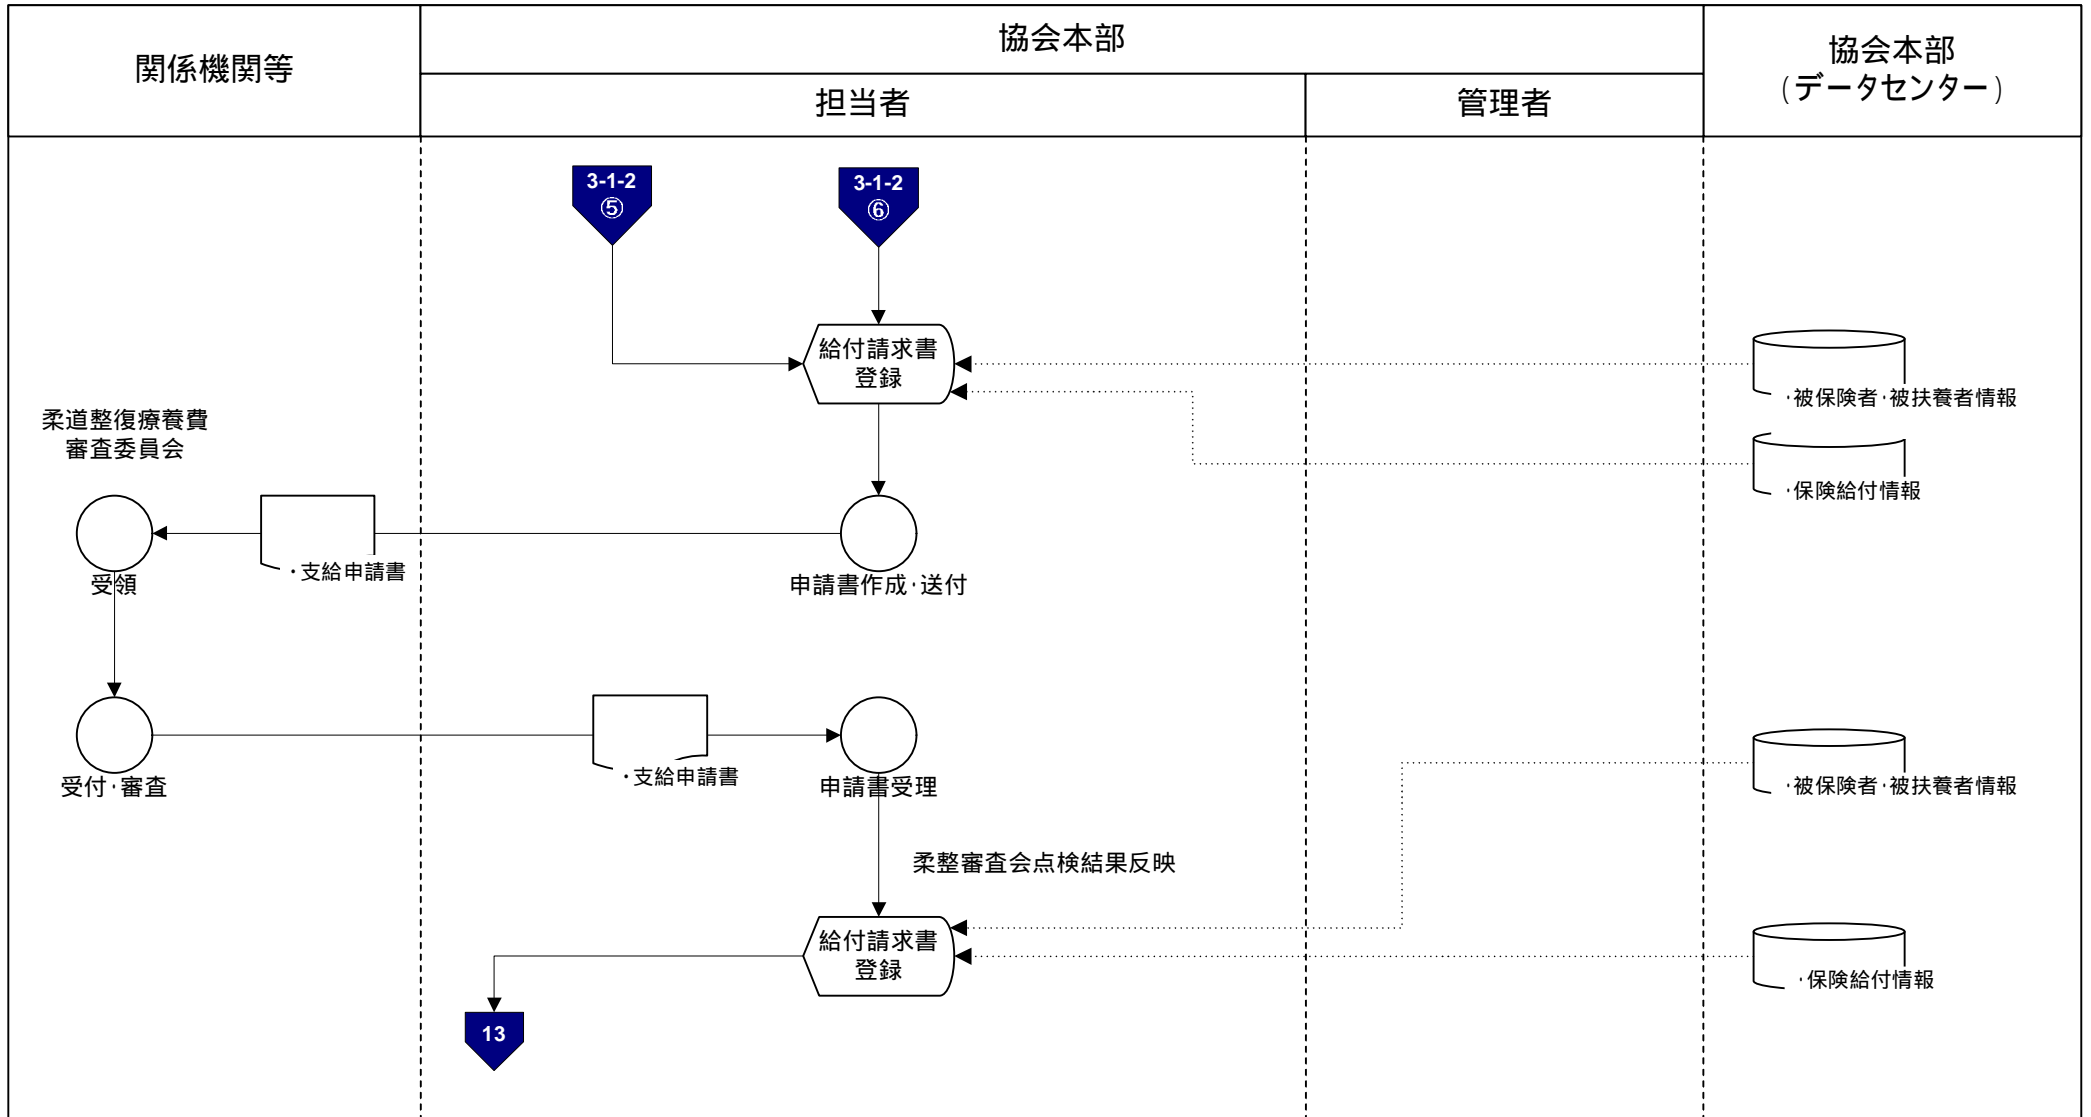 関係機関等
協会本部
協会本部
(データセンター)
担当者
管理者
3-1-2
⑤
3-1-2
⑥
給付請求書
登録
・被保険者・被扶養者情報
柔道整復療養費
審査委員会
・保険給付情報
・支給申請書
受領
申請書作成・送付
・支給申請書
受付・審査
申請書受理
・被保険者・被扶養者情報
柔整審査会点検結果反映
給付請求書
登録
・保険給付情報
13